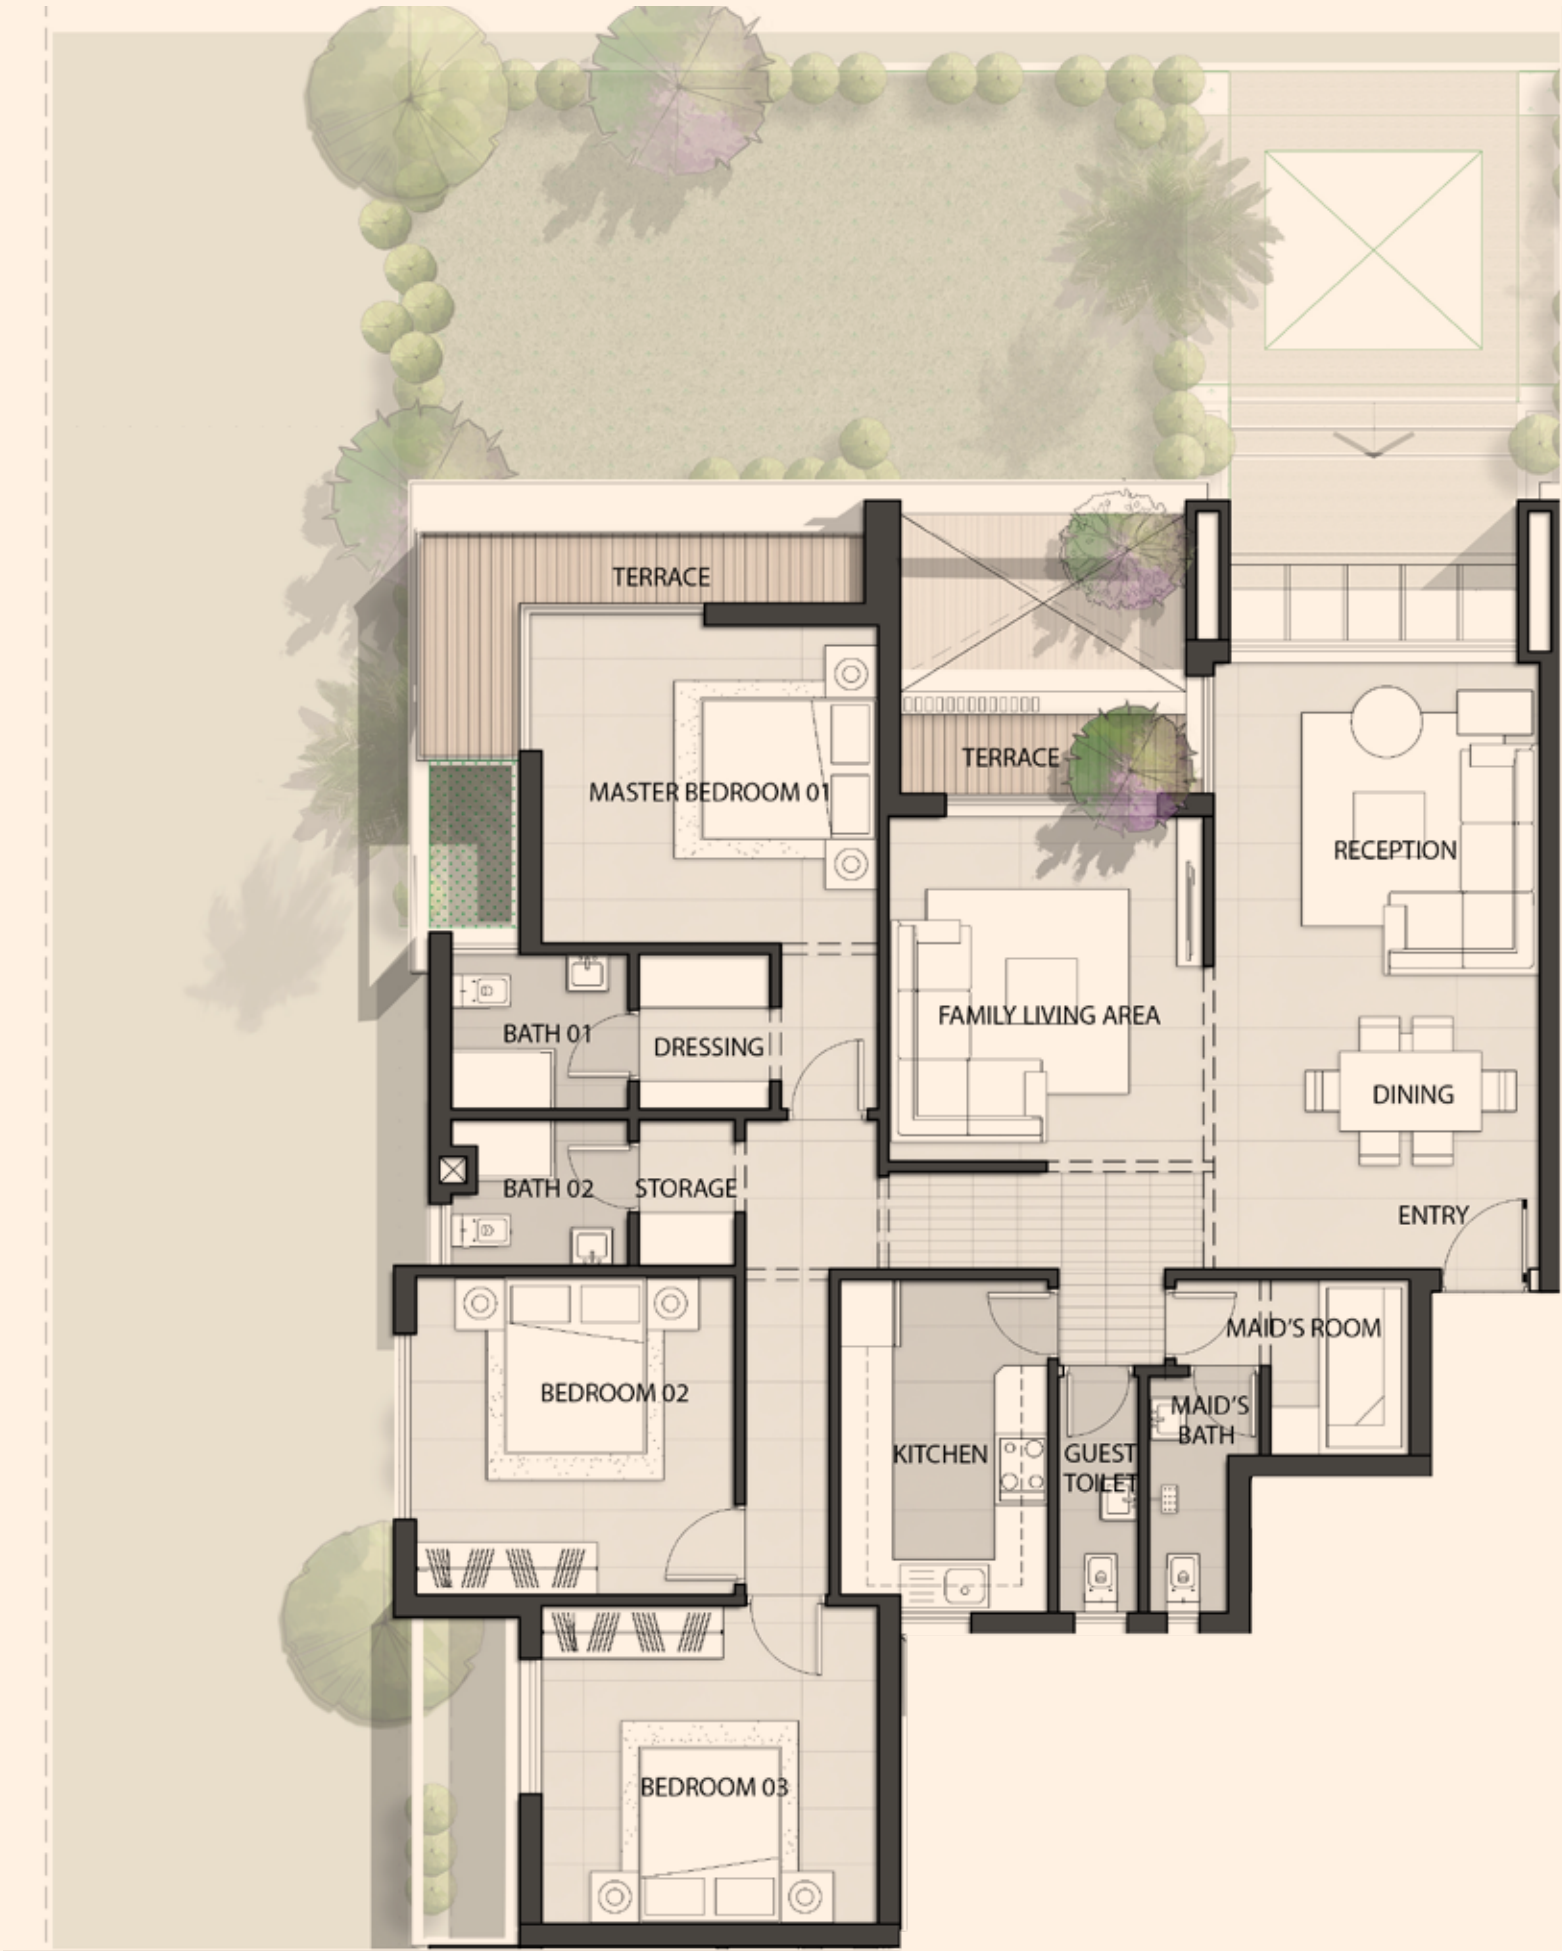 TERRACE
TERRACE
MASTER BEDROOM 01
RECEPTION
FAMILY LIVING AREA
BATH 01
DRESSING
DINING
BATH 02
STORAGE
ENTRY
MAID'S ROOM
BEDROOM 02
MAID'S
BATH
KITCHEN
GUEST
TOILET
BEDROOM 03